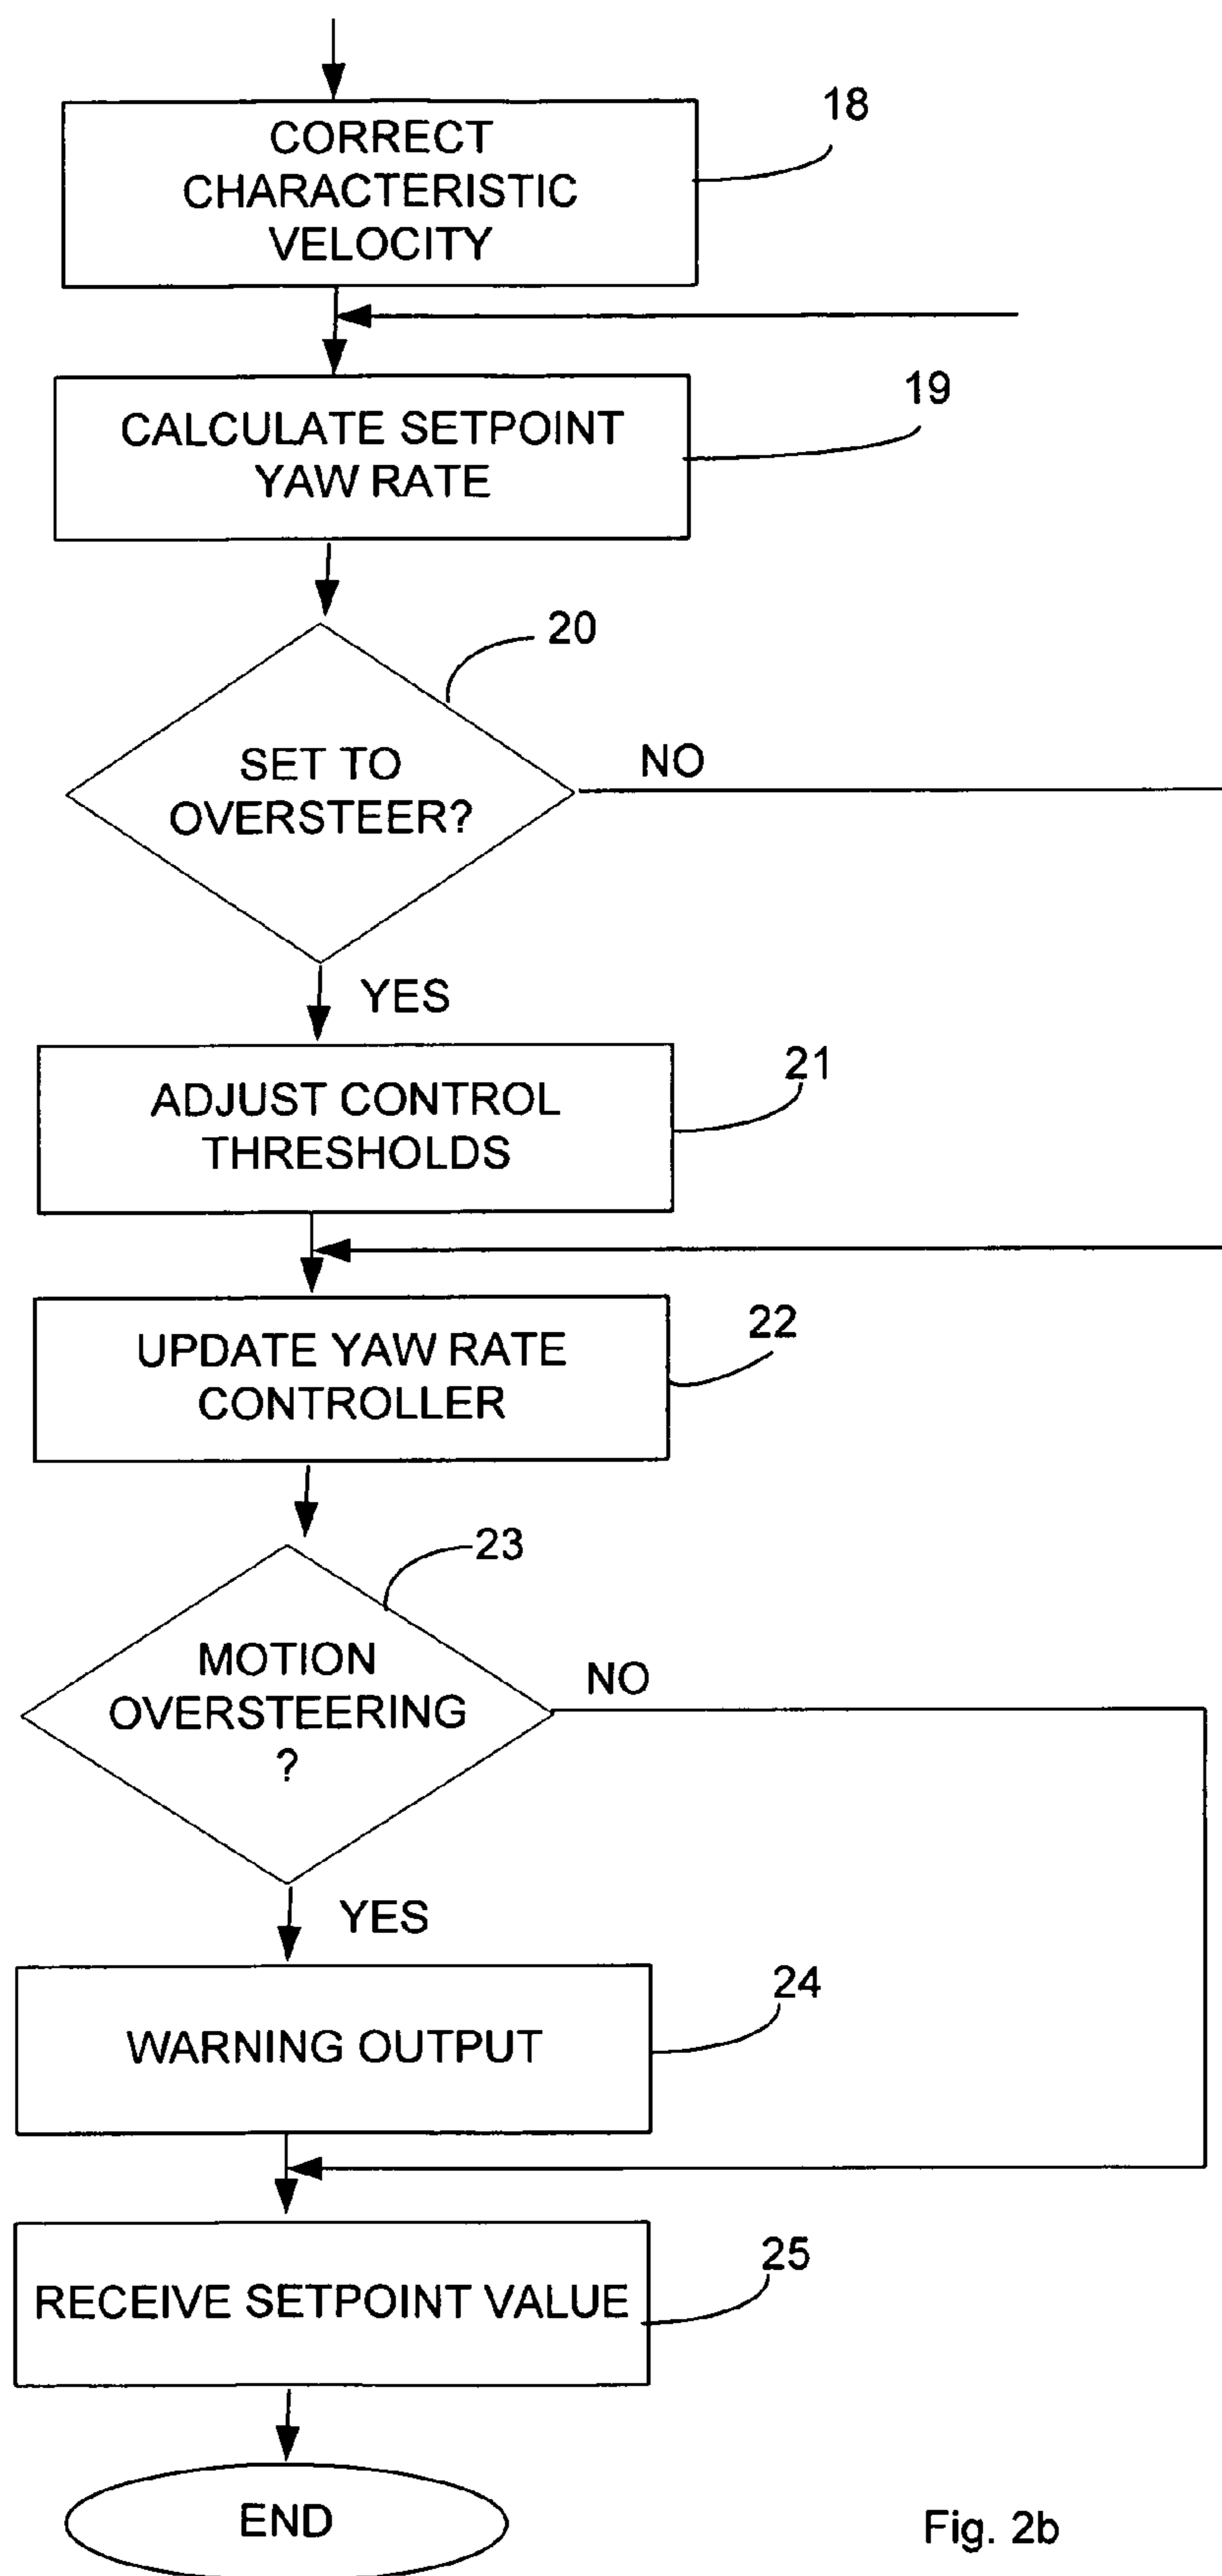 CORRECT
CHARACTERISTIC
VELOCITY
18
CALCULATE SETPOINT
YAW RATE
19
20
SET TO
OVERSTEER?
NO
YES
ADJUST CONTROL
THRESHOLDS
21
UPDATE YAW RATE
CONTROLLER
22
23
MOTION
OVERSTEERING
?
NO
YES
WARNING OUTPUT
24
RECEIVE SETPOINT VALUE
25
END
Fig. 2b